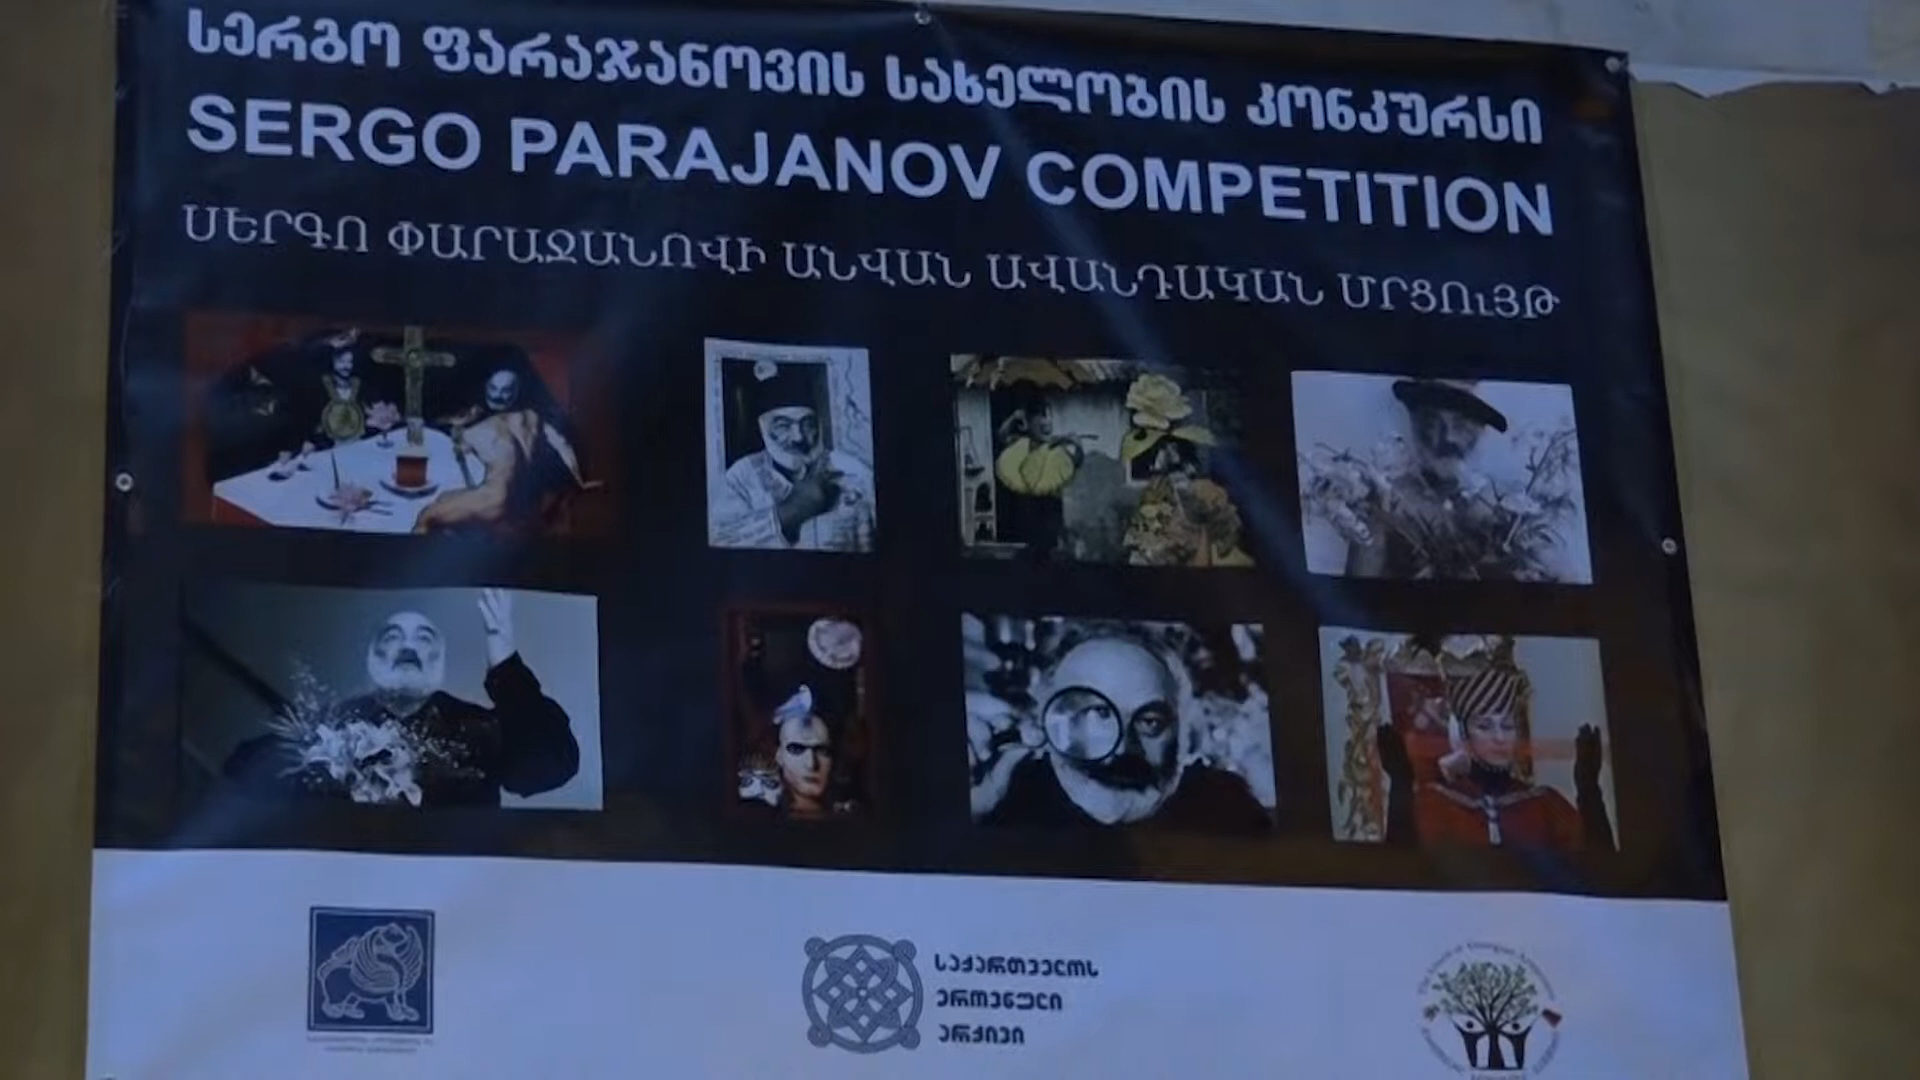 სერგო ფარაჯანოვის სახელობის კონკურსი
SERGO PARAJANOV COMPETITION
ՍԵՐԳՈ ՓԱՐԱՋԱՆՈՎԻ ԱՆՎԱՆ ԱՎԱՆԴԱԿԱՆ ՄՐՑՈւՅԹ
საქართველოს
ეროვნული
არქივი